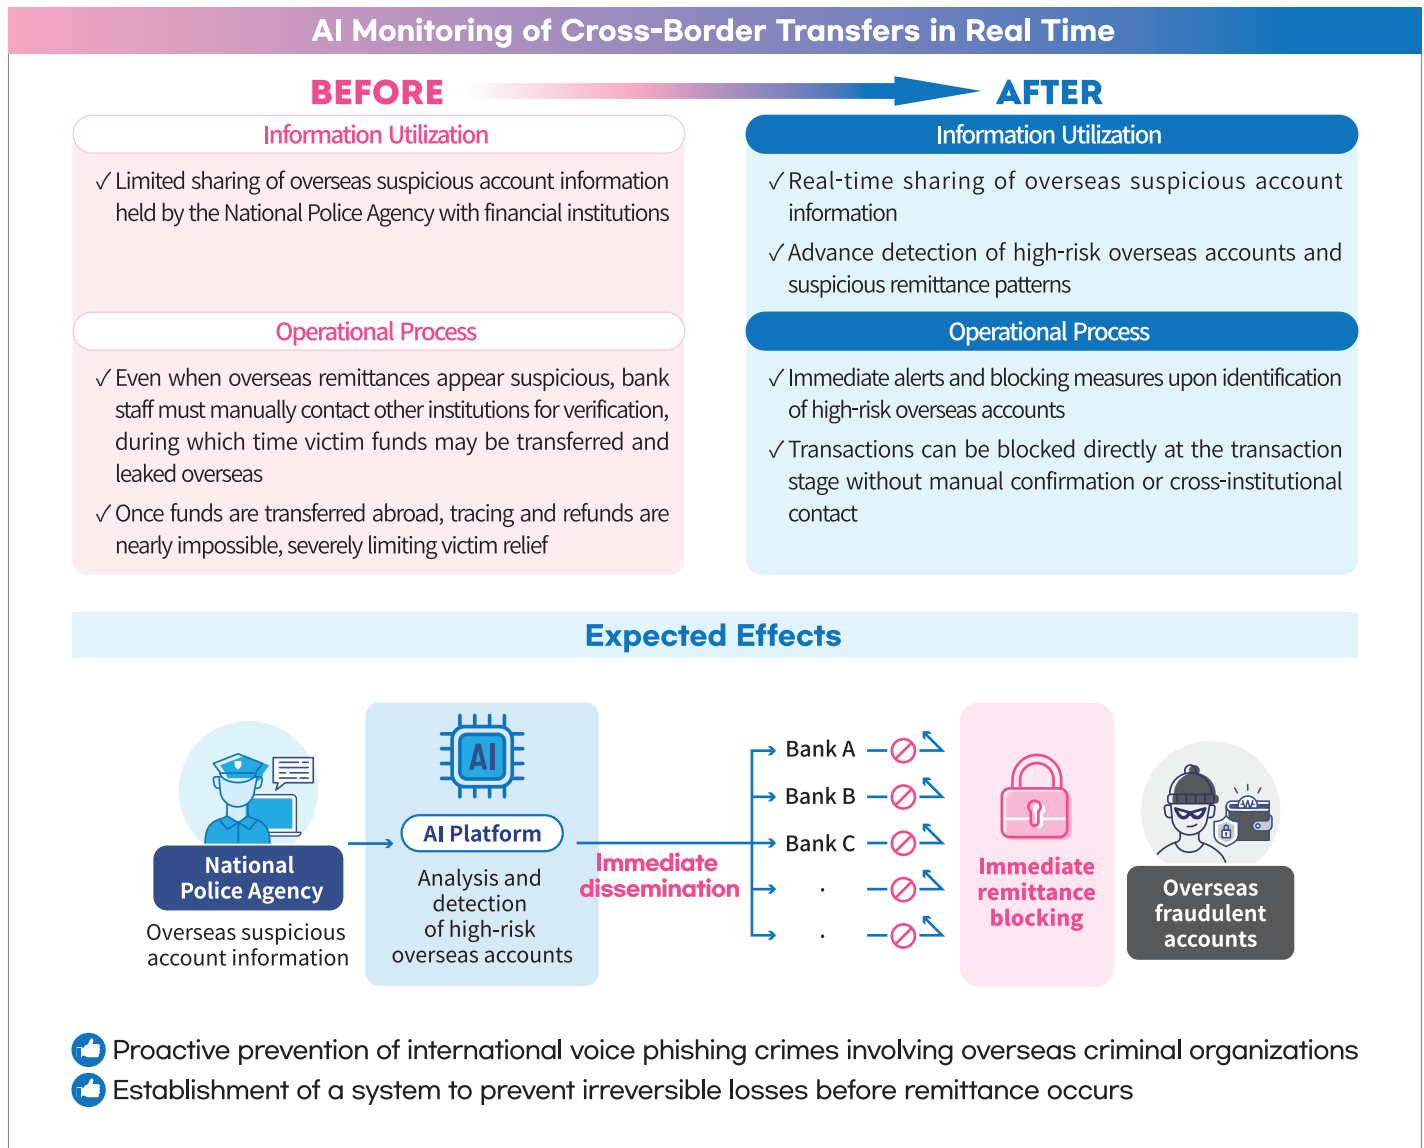 AI Monitoring of Cross-Border Transfers in Real Time
BEFORE
AFTER
Information Utilization
✓ Limited sharing of overseas suspicious account information
held by the National Police Agency with financial institutions
Operational Process
✓ Even when overseas remittances appear suspicious, bank
staff must manually contact other institutions for verification,
during which time victim funds may be transferred and
leaked overseas
✓ Once funds are transferred abroad, tracing and refunds are
nearly impossible, severely limiting victim relief
Information Utilization
✓ Real-time sharing of overseas suspicious account
information
✓ Advance detection of high-risk overseas accounts and
suspicious remittance patterns
Operational Process
✓ Immediate alerts and blocking measures upon identification
of high-risk overseas accounts
✓ Transactions can be blocked directly at the transaction
stage without manual confirmation or cross-institutional
contact
Expected Effects
National
Police Agency
Overseas suspicious
account information
AI
AI Platform
Analysis and
detection
of high-risk
overseas accounts
Immediate
dissemination
Bank A
Bank B
Bank C
.
.
Immediate
remittance
blocking
₩
Overseas
fraudulent
accounts
Proactive prevention of international voice phishing crimes involving overseas criminal organizations
Establishment of a system to prevent irreversible losses before remittance occurs